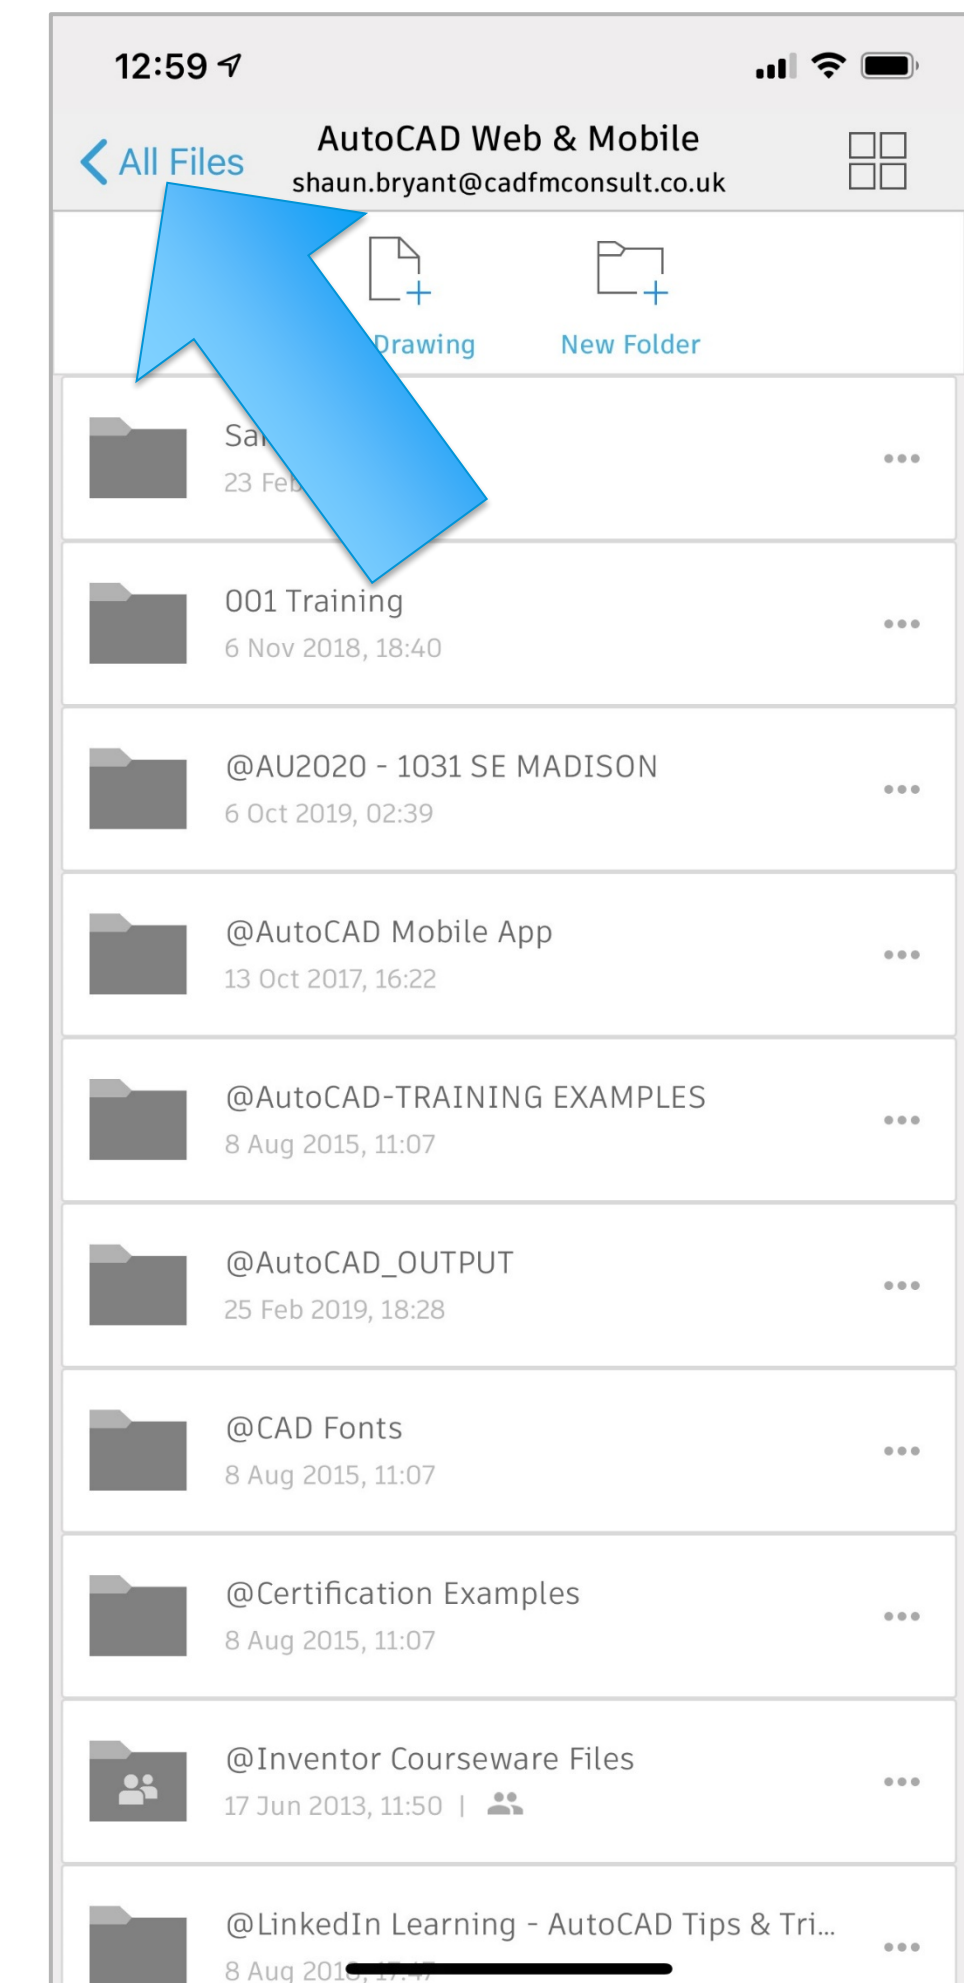 12:59
All Files
AutoCAD Web & Mobile
shaun.bryant@cadfmconsult.co.uk
Drawing
New Folder
23 Feb
001 Training
6 Nov 2018, 18:40
@AU2020 - 1031 SE MADISON
6 Oct 2019, 02:39
@AutoCAD Mobile App
13 Oct 2017, 16:22
@AutoCAD-TRAINING EXAMPLES
8 Aug 2015, 11:07
@AutoCAD_OUTPUT
25 Feb 2019, 18:28
@CAD Fonts
8 Aug 2015, 11:07
@Certification Examples
8 Aug 2015, 11:07
@Inventor Courseware Files
17 Jun 2013, 11:50 |
@LinkedIn Learning - AutoCAD Tips & Tri...
8 Aug